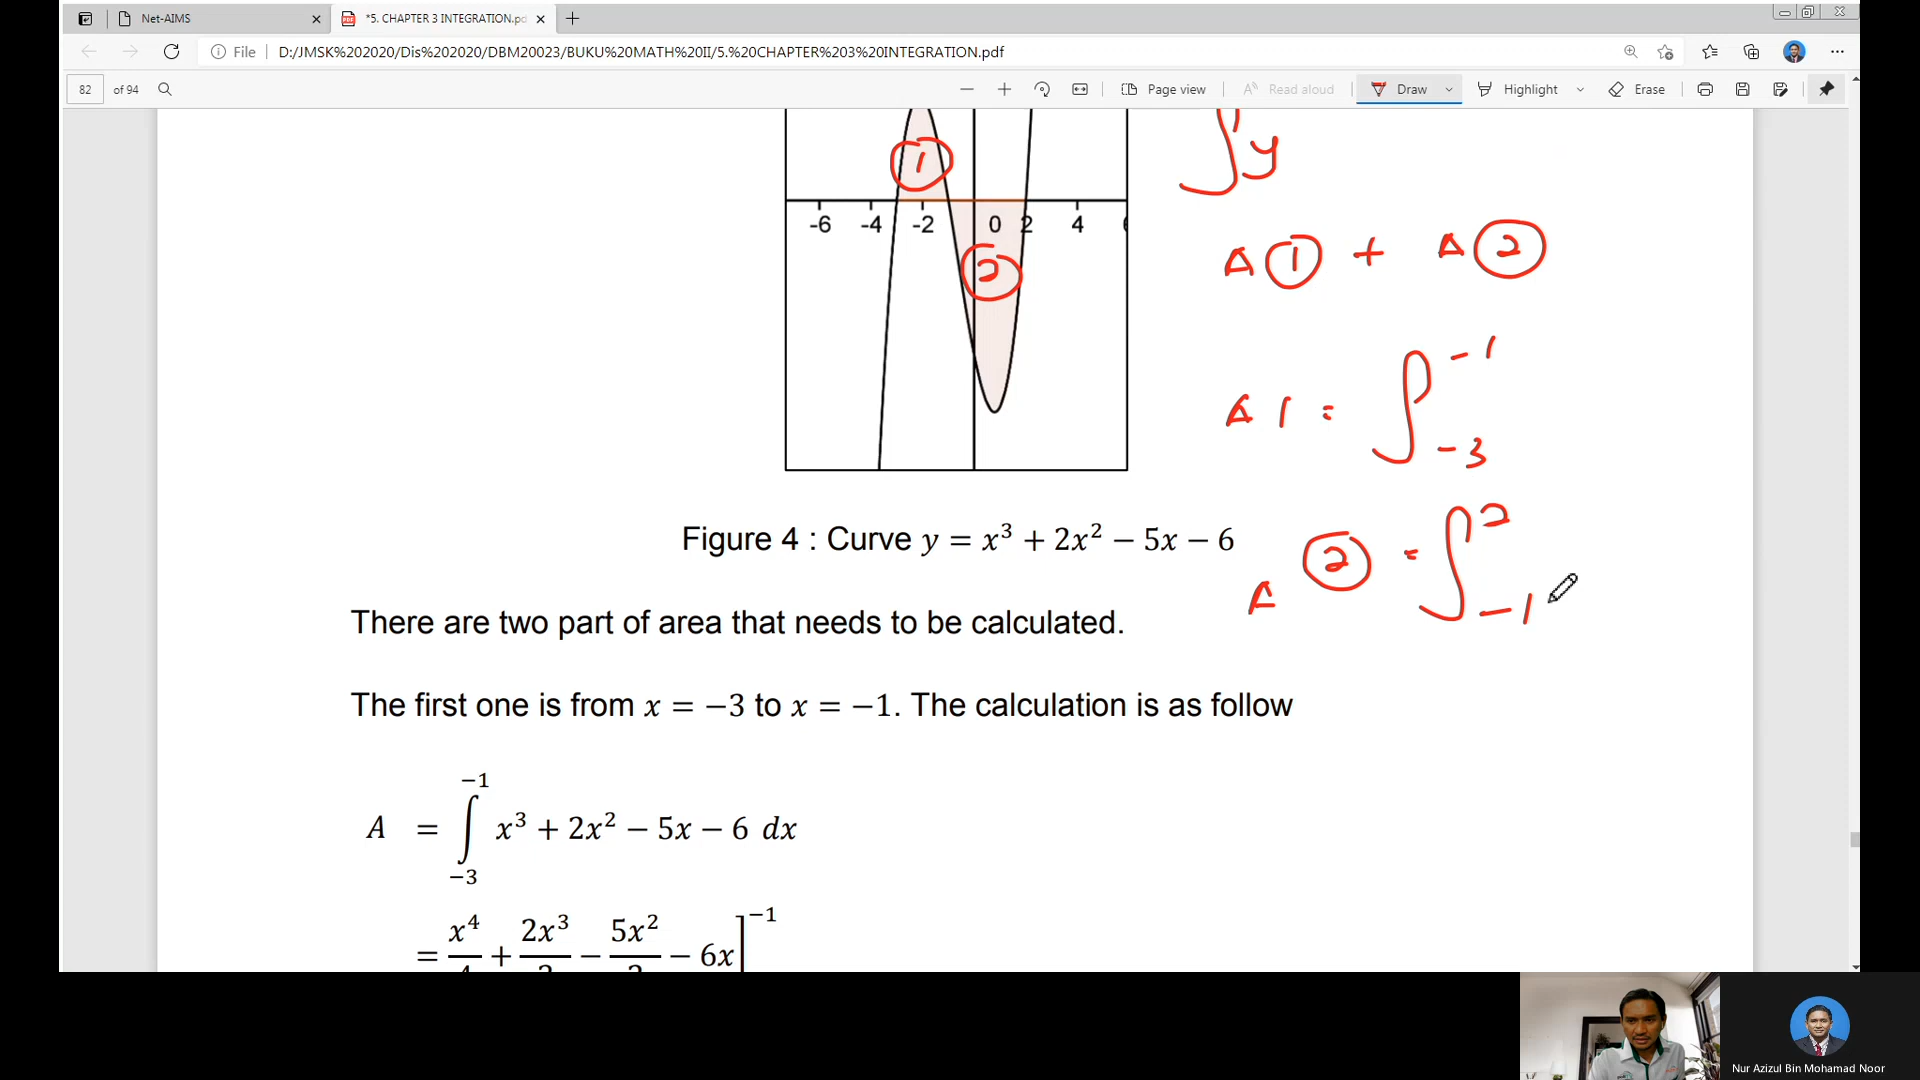 Net-AIMS
*5. CHAPTER 3 INTEGRATION.pd
File D:/JMSK%202020/Dis%202020/DBM20023/BUKU%20MATH%20II/5.%20CHAPTER%203%20INTEGRATION.pdf
82 of 94 Page view Read aloud Draw Highlight Erase
∫ y
1
-6 -4 -2 0 2 4
2
A ① + A ②
A 1 = ∫ -1 -3
A ② = ∫ 2 -1
Figure 4 : Curve y = x³ + 2x² − 5x − 6
There are two part of area that needs to be calculated.
The first one is from x = −3 to x = −1. The calculation is as follow
A = ∫₋₃⁻¹ x³ + 2x² − 5x − 6 dx
= x⁴/4 + 2x³/3 − 5x²/2 − 6x]⁻¹
Nur Azizul Bin Mohamad Noor